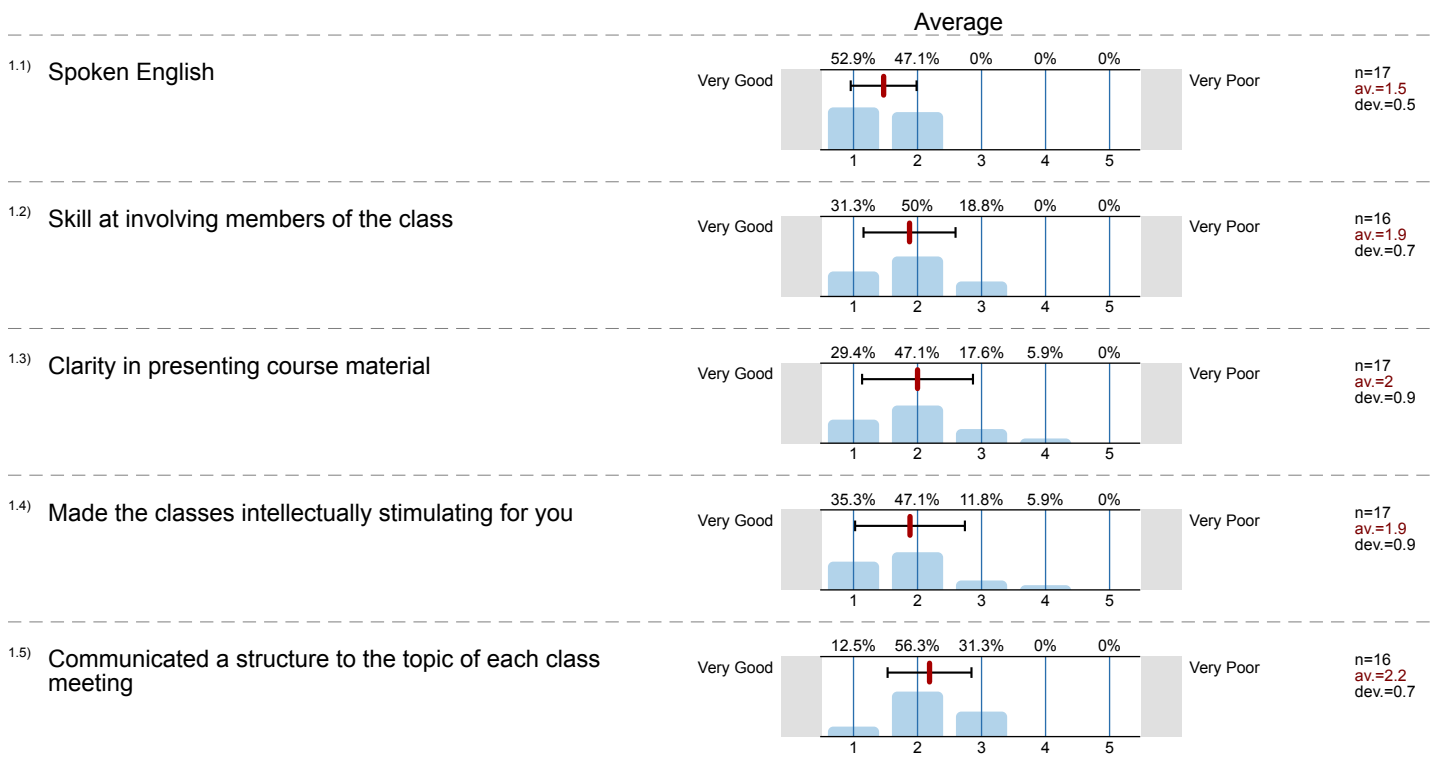 Average
1.1) Spoken English
52.9% 47.1% 0% 0% 0%
Very Good
Very Poor
n=17
av.=1.5
dev.=0.5
1 2 3 4 5
1.2) Skill at involving members of the class
31.3% 50% 18.8% 0% 0%
Very Good
Very Poor
n=16
av.=1.9
dev.=0.7
1 2 3 4 5
1.3) Clarity in presenting course material
29.4% 47.1% 17.6% 5.9% 0%
Very Good
Very Poor
n=17
av.=2
dev.=0.9
1 2 3 4 5
1.4) Made the classes intellectually stimulating for you
35.3% 47.1% 11.8% 5.9% 0%
Very Good
Very Poor
n=17
av.=1.9
dev.=0.9
1 2 3 4 5
1.5) Communicated a structure to the topic of each class
meeting
12.5% 56.3% 31.3% 0% 0%
Very Good
Very Poor
n=16
av.=2.2
dev.=0.7
1 2 3 4 5